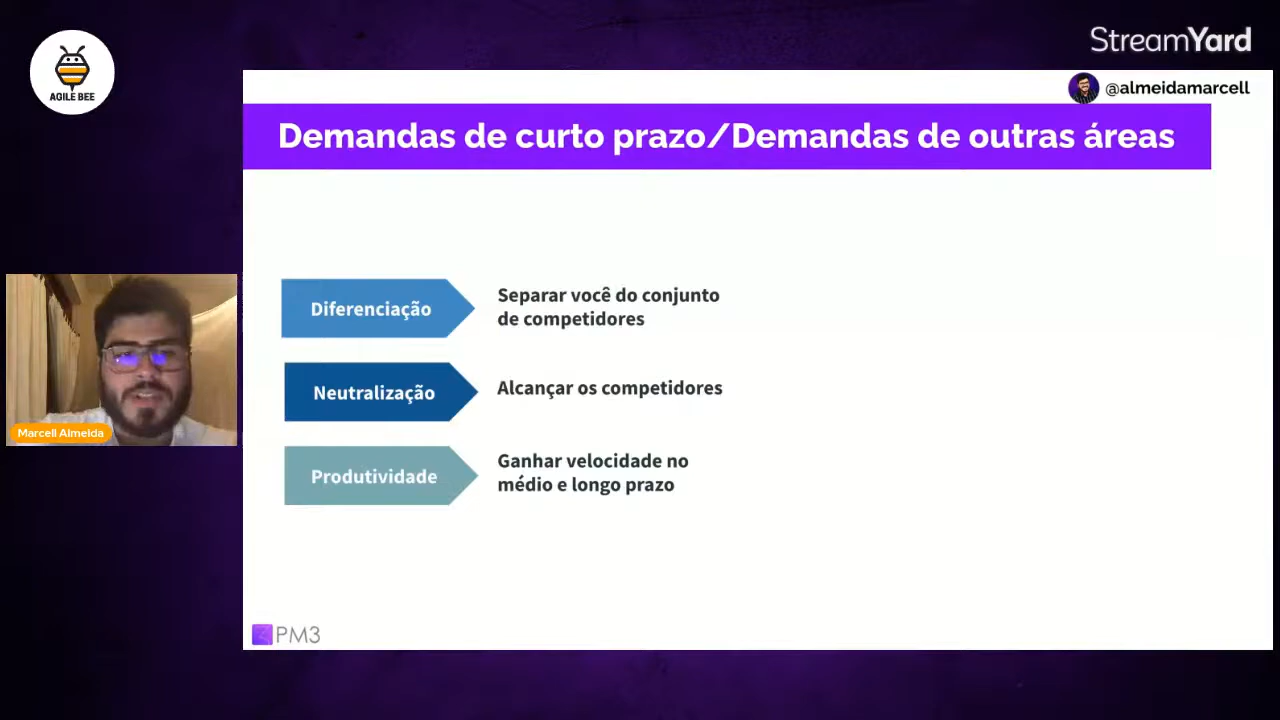 AGILE BEE
StreamYard
@almeidamarcell
Demandas de curto prazo/Demandas de outras áreas
Diferenciação
Separar você do conjunto
de competidores
Neutralização
Alcançar os competidores
Produtividade
Ganhar velocidade no
médio e longo prazo
Marcell Almeida
PM3